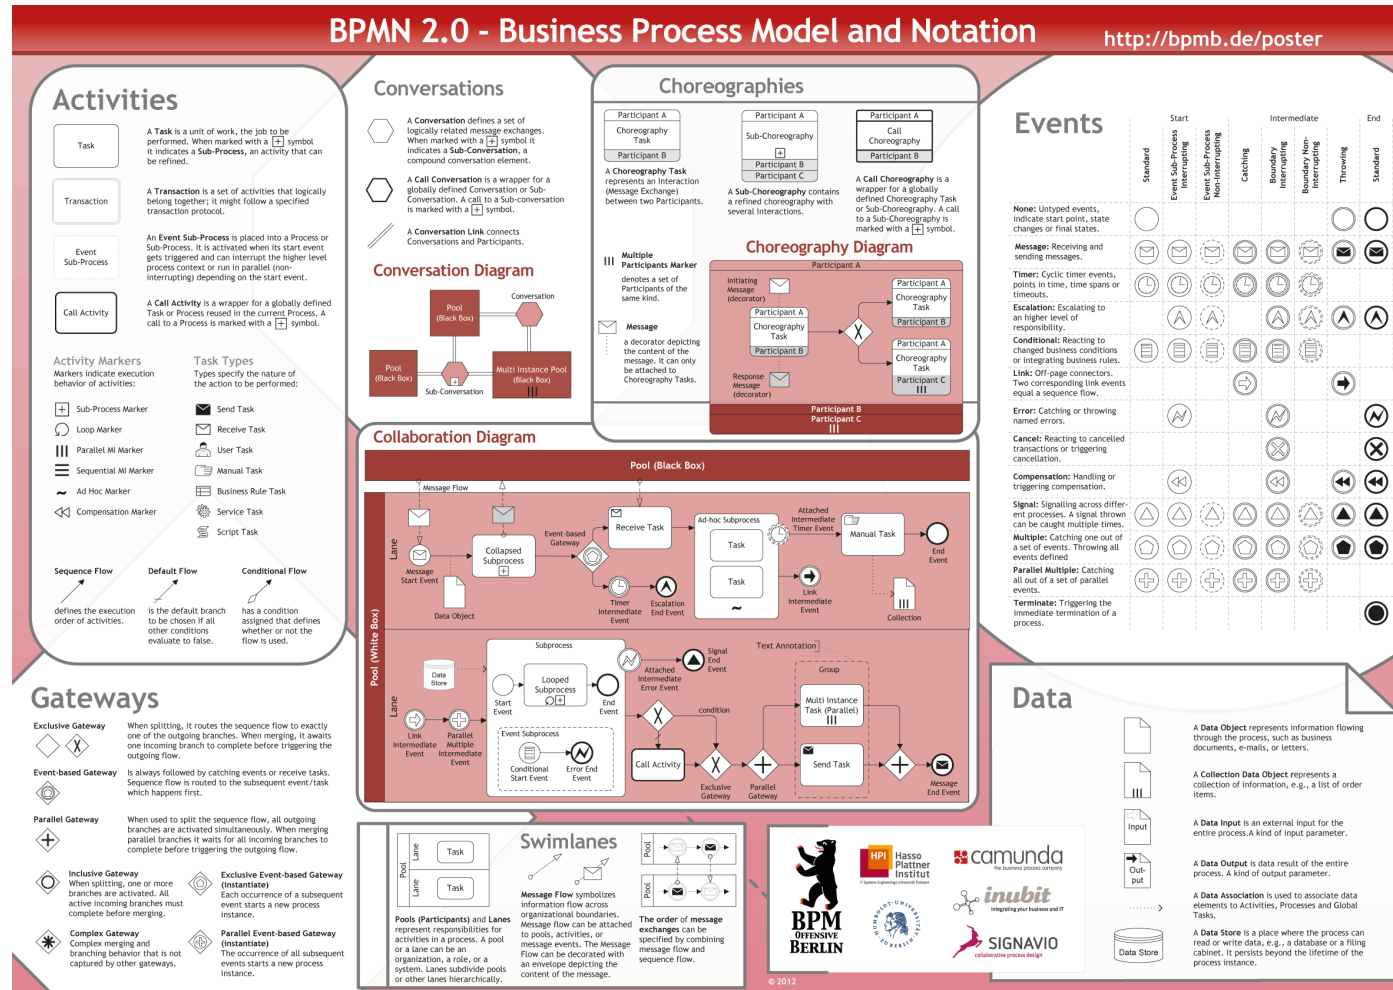 BPMN 2.0 - Business Process Model and Notation
http://bpmb.de/poster
Activities
Task
A Task is a unit of work, the job to be
performed. When marked with a + symbol
it indicates a Sub-Process, an activity that can
be refined.
Transaction
A Transaction is a set of activities that logically
belong together; it might follow a specified
transaction protocol.
Event
Sub-Process
An Event Sub-Process is placed into a Process or
Sub-Process. It is activated when its start event
gets triggered and can interrupt the higher level
process context or run in parallel (non-
interrupting) depending on the start event.
Call Activity
A Call Activity is a wrapper for a globally defined
Task or Process reused in the current Process. A
call to a Process is marked with a + symbol.
Activity Markers
Markers indicate execution
behavior of activities:
Sub-Process Marker
Loop Marker
Parallel MI Marker
Sequential MI Marker
Ad Hoc Marker
Compensation Marker
Task Types
Types specify the nature of
the action to be performed:
Send Task
Receive Task
User Task
Manual Task
Business Rule Task
Service Task
Script Task
Sequence Flow
defines the execution
order of activities.
Default Flow
is the default branch
to be chosen if all
other conditions
evaluate to false.
Conditional Flow
has a condition
assigned that defines
whether or not the
flow is used.
Gateways
Exclusive Gateway
When splitting, it routes the sequence flow to exactly
one of the outgoing branches. When merging, it awaits
one incoming branch to complete before triggering the
outgoing flow.
Event-based Gateway
Is always followed by catching events or receive tasks.
Sequence flow is routed to the subsequent event/task
which happens first.
Parallel Gateway
When used to split the sequence flow, all outgoing
branches are activated simultaneously. When merging
parallel branches it waits for all incoming branches to
complete before triggering the outgoing flow.
Inclusive Gateway
When splitting, one or more
branches are activated. All
active incoming branches must
complete before merging.
Exclusive Event-based Gateway
(instantiate)
Each occurrence of a subsequent
event starts a new process
instance.
Complex Gateway
Complex merging and
branching behavior that is not
captured by other gateways.
Parallel Event-based Gateway
(instantiate)
The occurrence of all subsequent
events starts a new process
instance.
Conversations
A Conversation defines a set of
logically related message exchanges.
When marked with a + symbol it
indicates a Sub-Conversation, a
compound conversation element.
A Call Conversation is a wrapper for a
globally defined Conversation or Sub-
Conversation. A call to a Sub-conversation
is marked with a + symbol.
A Conversation Link connects
Conversations and Participants.
Conversation Diagram
Pool
(Black Box)
Conversation
Pool
(Black Box)
Sub-Conversation
Multi Instance Pool
(Black Box)
Choreographies
Participant A
Choreography
Task
Participant B
A Choreography Task
represents an Interaction
(Message Exchange)
between two Participants.
Participant A
Sub-Choreography
Participant B
Participant C
A Sub-Choreography contains
a refined choreography with
several Interactions.
Participant A
Call
Choreography
Participant B
A Call Choreography is a
wrapper for a globally
defined Choreography Task
or Sub-Choreography. A call
to a Sub-Choreography is
marked with a + symbol.
Multiple
Participants Marker
denotes a set of
Participants of the
same kind.
Message
a decorator depicting
the content of the
message. It can only
be attached to
Choreography Tasks.
Choreography Diagram
Participant A
Initiating
Message
(decorator)
Participant A
Choreography
Task
Participant B
Response
Message
(decorator)
Participant A
Choreography
Task
Participant B
Participant A
Choreography
Task
Participant C
Participant B
Participant C
Collaboration Diagram
Pool (Black Box)
Message Flow
Pool (White Box)
Lane
Message
Start Event
Data Object
Collapsed
Subprocess
Event-based
Gateway
Receive Task
Timer
Intermediate
Event
Escalation
End Event
Ad-hoc Subprocess
Task
Task
Attached
Intermediate
Timer Event
Manual Task
End
Event
Link
Intermediate
Event
Collection
Lane
Data
Store
Link
Intermediate
Event
Parallel
Multiple
Intermediate
Event
Subprocess
Start
Event
Looped
Subprocess
End
Event
Event Subprocess
Conditional
Start Event
Error End
Event
Attached
Intermediate
Error Event
Signal
End
Event
condition
Call Activity
Exclusive
Gateway
Parallel
Gateway
Text Annotation
Group
Multi Instance
Task (Parallel)
Send Task
Message
End Event
Swimlanes
Pool
Lane
Task
Lane
Task
Pools (Participants) and Lanes
represent responsibilities for
activities in a process. A pool
or a lane can be an
organization, a role, or a
system. Lanes subdivide pools
or other lanes hierarchically.
Message Flow symbolizes
information flow across
organizational boundaries.
Message flow can be attached
to pools, activities, or
message events. The Message
Flow can be decorated with
an envelope depicting the
content of the message.
Pool
Pool
The order of message
exchanges can be
specified by combining
message flow and
sequence flow.
BPM
OFFENSIVE
BERLIN
HPI Hasso
Plattner
Institut
IT Systems Engineering | Universität Potsdam
HUMBOLDT-UNIVERSITÄT ZU BERLIN
camunda
the business process company
inubit
integrating your business and IT
SIGNAVIO
collaborative process design
© 2012
Events
Start
Intermediate
End
Standard
Event Sub-Process
Interrupting
Event Sub-Process
Non-Interrupting
Catching
Boundary
Interrupting
Boundary Non-
Interrupting
Throwing
Standard
None: Untyped events,
indicate start point, state
changes or final states.
Message: Receiving and
sending messages.
Timer: Cyclic timer events,
points in time, time spans or
timeouts.
Escalation: Escalating to
an higher level of
responsibility.
Conditional: Reacting to
changed business conditions
or integrating business rules.
Link: Off-page connectors.
Two corresponding link events
equal a sequence flow.
Error: Catching or throwing
named errors.
Cancel: Reacting to cancelled
transactions or triggering
cancellation.
Compensation: Handling or
triggering compensation.
Signal: Signalling across differ-
ent processes. A signal thrown
can be caught multiple times.
Multiple: Catching one out of
a set of events. Throwing all
events defined
Parallel Multiple: Catching
all out of a set of parallel
events.
Terminate: Triggering the
immediate termination of a
process.
Data
A Data Object represents information flowing
through the process, such as business
documents, e-mails, or letters.
A Collection Data Object represents a
collection of information, e.g., a list of order
items.
Input
A Data Input is an external input for the
entire process.A kind of input parameter.
Out-
put
A Data Output is data result of the entire
process. A kind of output parameter.
A Data Association is used to associate data
elements to Activities, Processes and Global
Tasks.
Data Store
A Data Store is a place where the process can
read or write data, e.g., a database or a filing
cabinet. It persists beyond the lifetime of the
process instance.